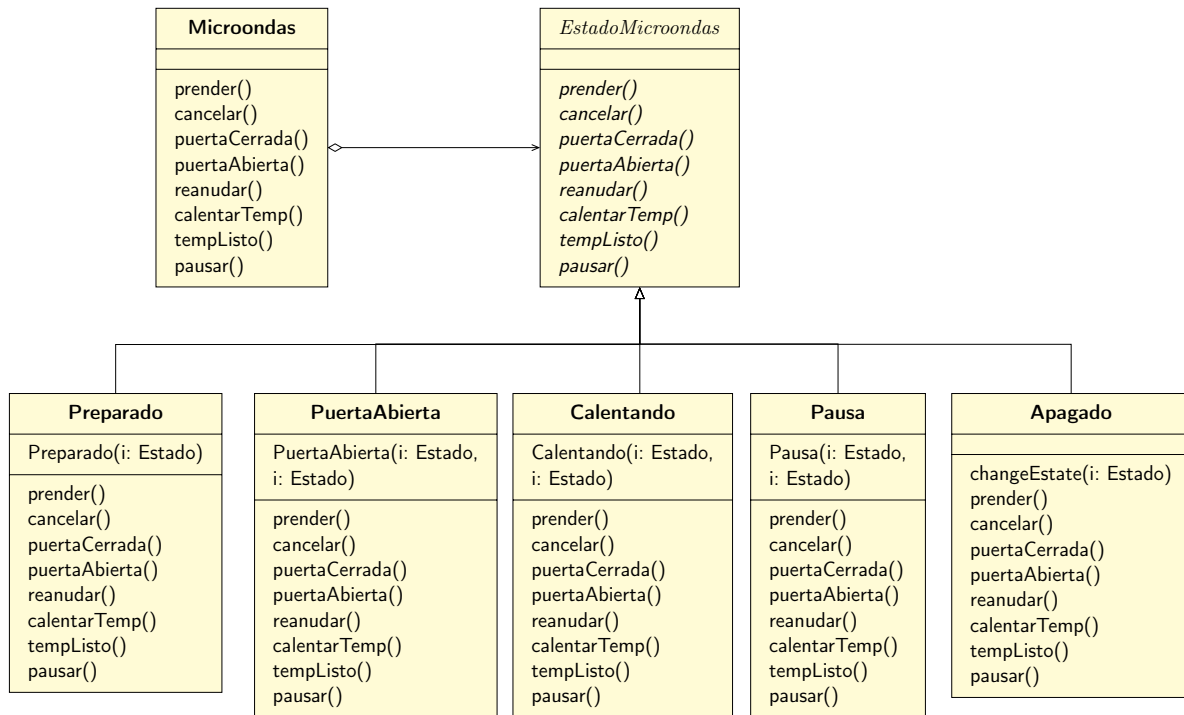 Microondas
prender()
cancelar()
puertaCerrada()
puertaAbierta()
reanudar()
calentarTemp()
tempListo()
pausar()
EstadoMicroondas
prender()
cancelar()
puertaCerrada()
puertaAbierta()
reanudar()
calentarTemp()
tempListo()
pausar()
Preparado
Preparado(i: Estado)
prender()
cancelar()
puertaCerrada()
puertaAbierta()
reanudar()
calentarTemp()
tempListo()
pausar()
PuertaAbierta
PuertaAbierta(i: Estado,
i: Estado)
prender()
cancelar()
puertaCerrada()
puertaAbierta()
reanudar()
calentarTemp()
tempListo()
pausar()
Calentando
Calentando(i: Estado,
i: Estado)
prender()
cancelar()
puertaCerrada()
puertaAbierta()
reanudar()
calentarTemp()
tempListo()
pausar()
Pausa
Pausa(i: Estado,
i: Estado)
prender()
cancelar()
puertaCerrada()
puertaAbierta()
reanudar()
calentarTemp()
tempListo()
pausar()
Apagado
changeEstate(i: Estado)
prender()
cancelar()
puertaCerrada()
puertaAbierta()
reanudar()
calentarTemp()
tempListo()
pausar()